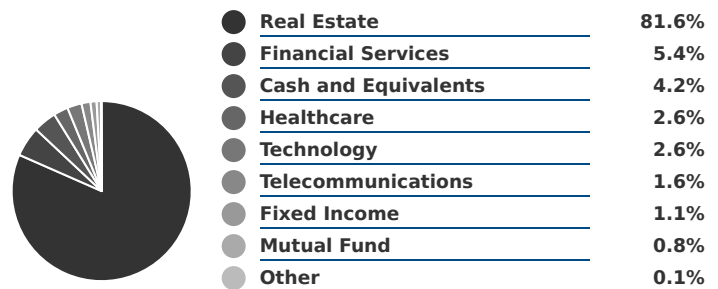 Real Estate 81.6%
Financial Services 5.4%
Cash and Equivalents 4.2%
Healthcare 2.6%
Technology 2.6%
Telecommunications 1.6%
Fixed Income 1.1%
Mutual Fund 0.8%
Other 0.1%